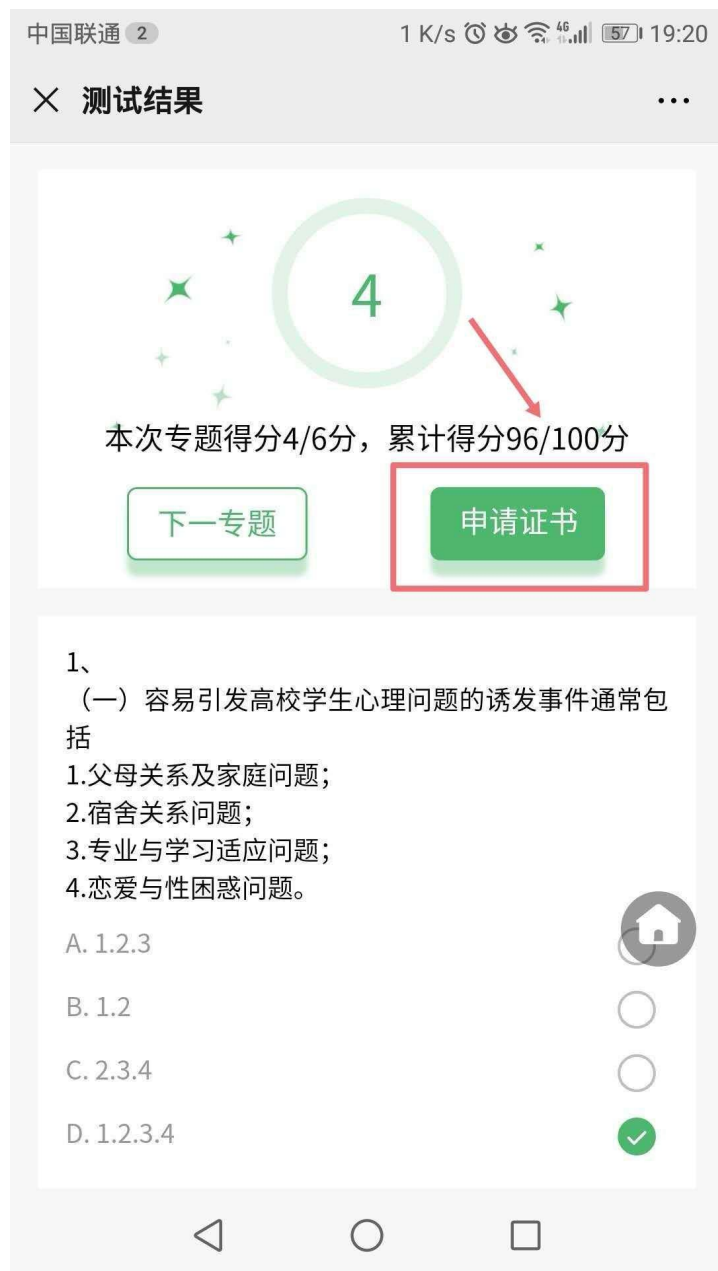 中国联通 2 1 K/s 4G 57 19:20
测试结果
4
本次专题得分4/6分，累计得分96/100分
下一专题 申请证书
1、
（一）容易引发高校学生心理问题的诱发事件通常包
括
1.父母关系及家庭问题；
2.宿舍关系问题；
3.专业与学习适应问题；
4.恋爱与性困惑问题。
A. 1.2.3
B. 1.2
C. 2.3.4
D. 1.2.3.4